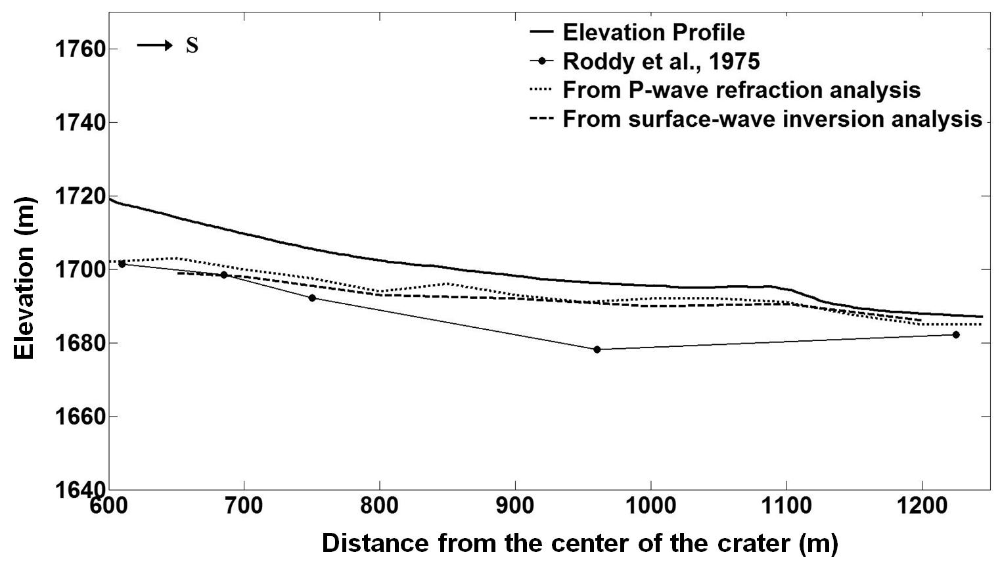 S
Elevation Profile
Roddy et al., 1975
From P-wave refraction analysis
From surface-wave inversion analysis
1760
1740
1720
1700
1680
1660
1640
Elevation (m)
600 700 800 900 1000 1100 1200
Distance from the center of the crater (m)